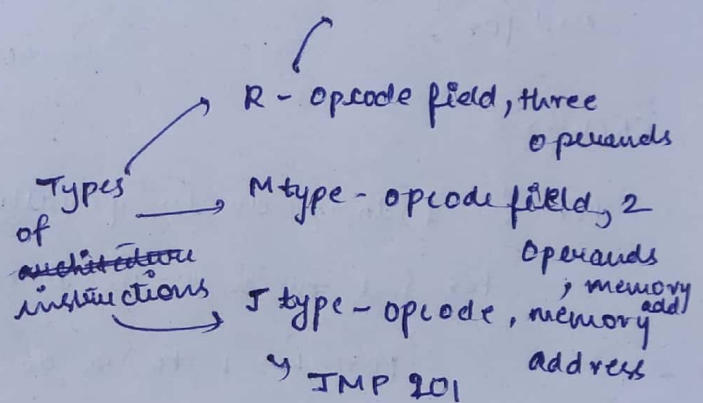 R - opcode field, three
operands
Types
of
architecture
instructions
M type - opcode field, 2
operands
, memory
add
J type - opcode, memory
address
↳ JMP 201